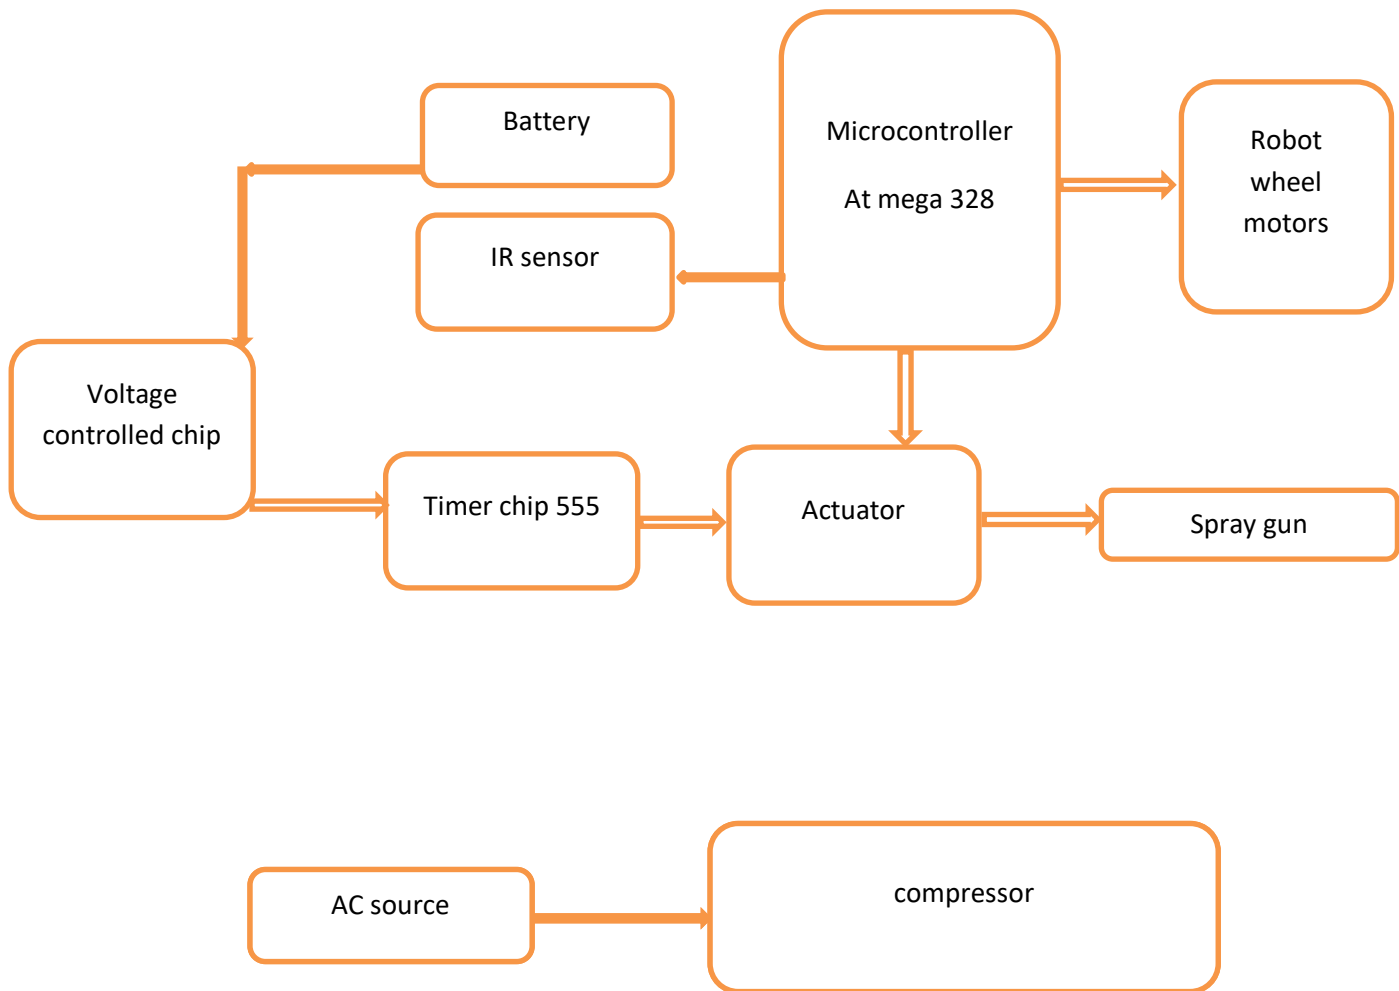 Battery
Microcontroller
At mega 328
Robot
wheel
motors
IR sensor
Voltage
controlled chip
Timer chip 555
Actuator
Spray gun
AC source
compressor